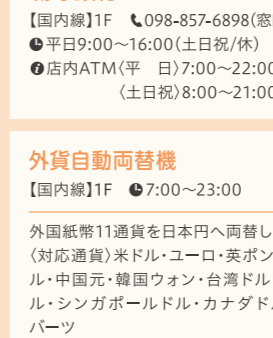 【国内線】1F 098-857-6898(窓
平日9:00〜16:00(土日祝/休)
店内ATM〈平 日〉7:00〜22:00
〈土日祝〉8:00〜21:00
外貨自動両替機
【国内線】1F 7:00〜23:00
外国紙幣11通貨を日本円へ両替し
〈対応通貨〉米ドル・ユーロ・英ポン
ル・中国元・韓国ウォン・台湾ドル
ル・シンガポールドル・カナダド
バーツ